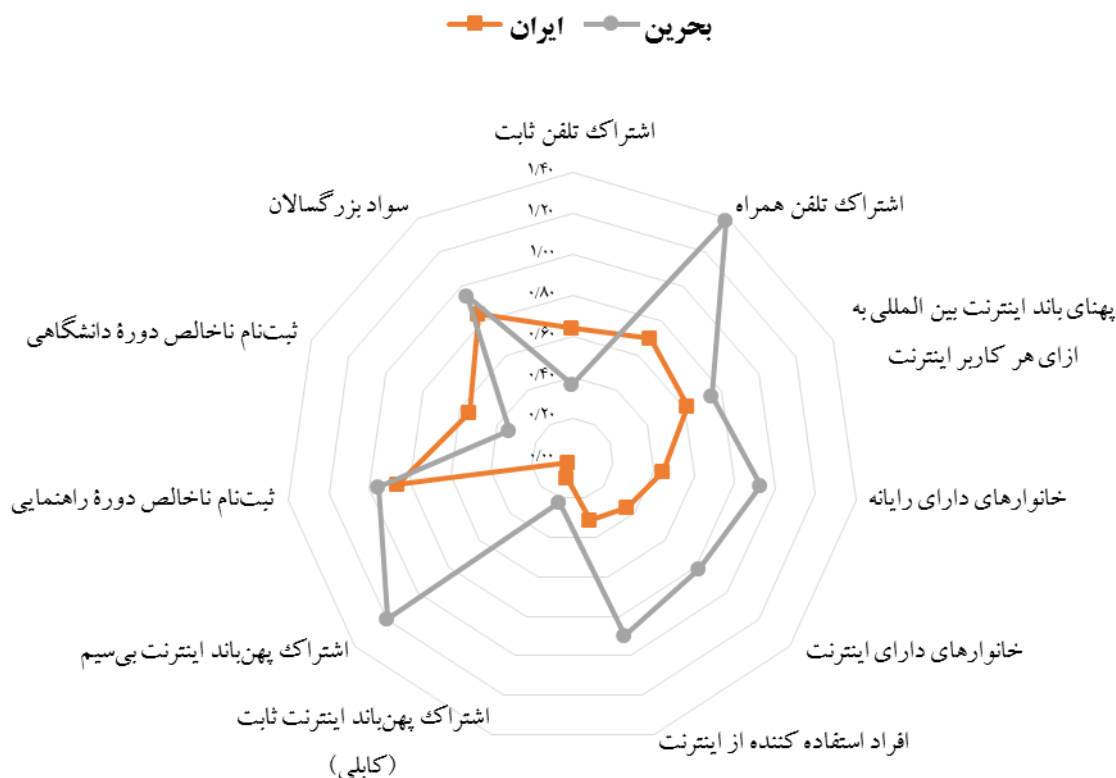 ایران بحرین
اشتراک تلفن ثابت
۱/۴۰
۱/۲۰
۱/۰۰
۰/۸۰
۰/۶۰
۰/۴۰
۰/۲۰
۰/۰۰
اشتراک تلفن همراه
پهنای باند اینترنت بین المللی به
ازای هر کاربر اینترنت
خانوارهای دارای رایانه
خانوارهای دارای اینترنت
افراد استفاده کننده از اینترنت
اشتراک پهن‌باند اینترنت ثابت
(کابلی)
اشتراک پهن‌باند اینترنت بی‌سیم
ثبت‌نام ناخالص دورهٔ راهنمایی
ثبت‌نام ناخالص دورهٔ دانشگاهی
سواد بزرگسالان